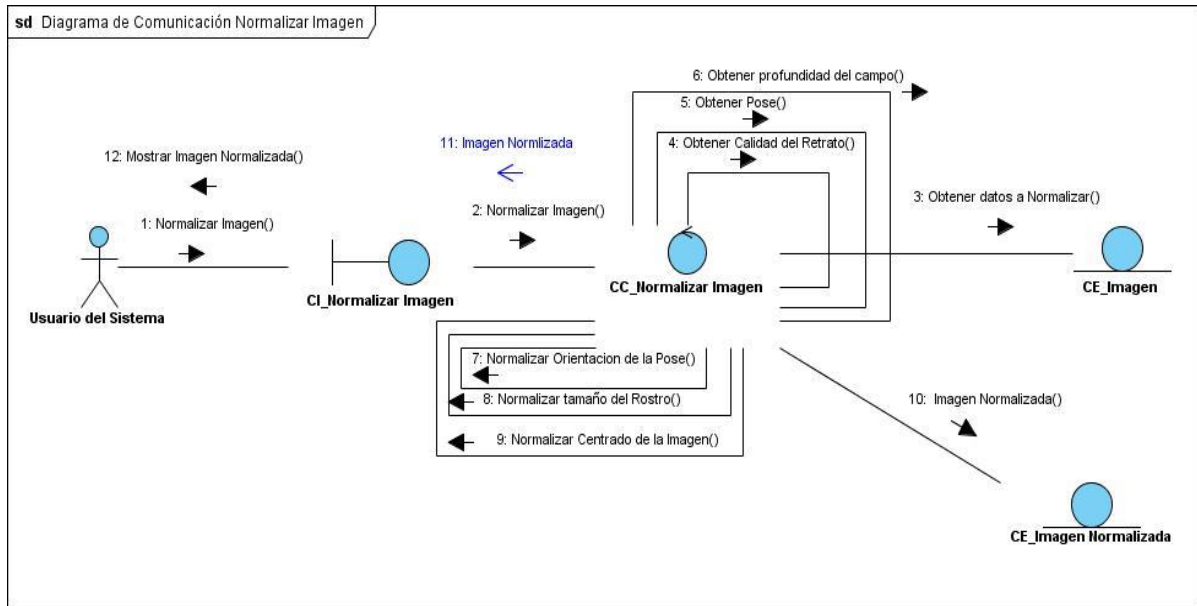 sd Diagrama de Comunicación Normalizar Imagen
6: Obtener profundidad del campo()
5: Obtener Pose()
4: Obtener Calidad del Retrato()
11: Imagen Normlizada
12: Mostrar Imagen Normalizada()
3: Obtener datos a Normalizar()
2: Normalizar Imagen()
1: Normalizar Imagen()
CC_Normalizar Imagen
CE_Imagen
CI_Normalizar Imagen
Usuario del Sistema
7: Normalizar Orientacion de la Pose()
8: Normalizar tamaño del Rostro()
10: Imagen Normalizada()
9: Normalizar Centrado de la Imagen()
CE_Imagen Normalizada